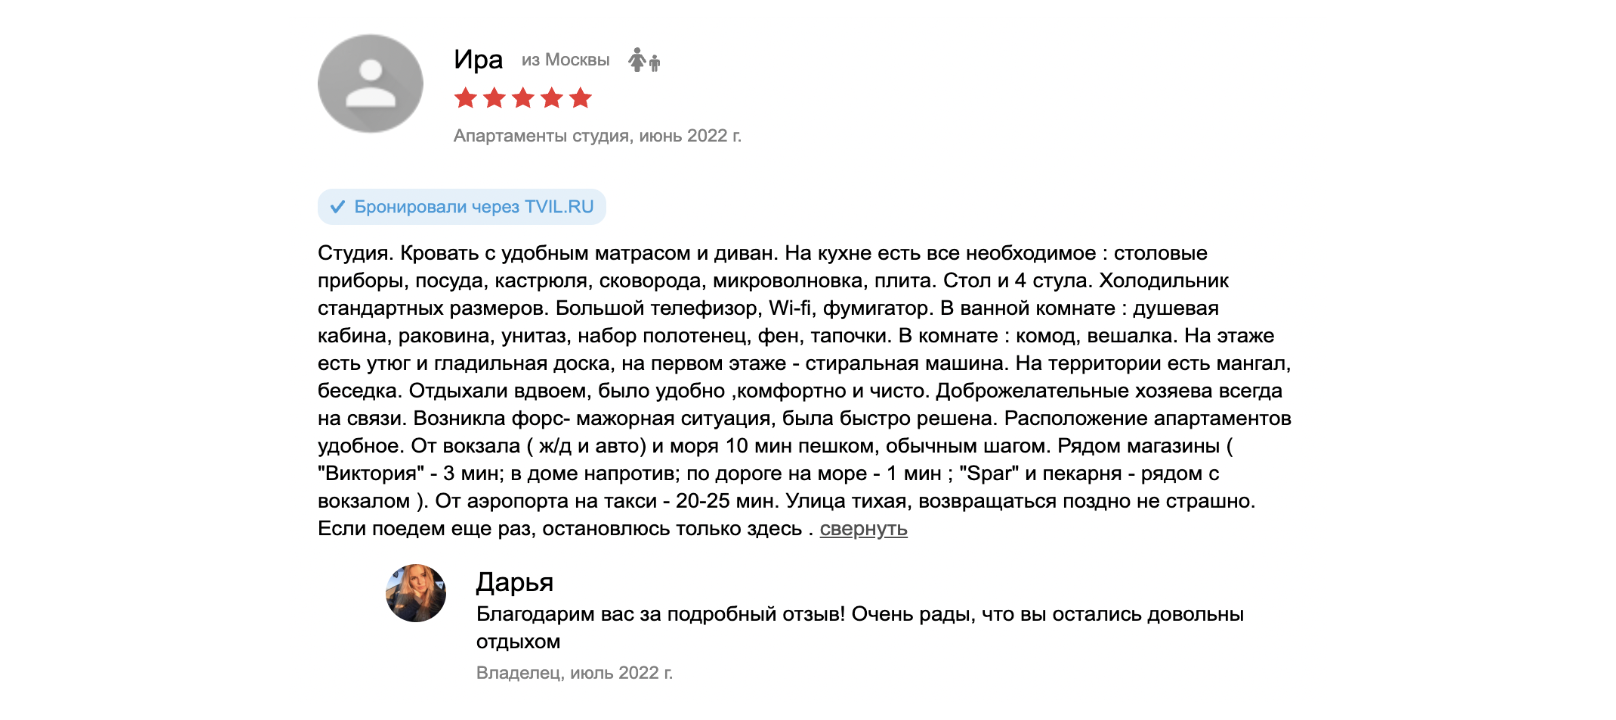 Ира из Москвы
Апартаменты студия, июнь 2022 г.
Бронировали через TVIL.RU
Студия. Кровать с удобным матрасом и диван. На кухне есть все необходимое : столовые
приборы, посуда, кастрюля, сковорода, микроволновка, плита. Стол и 4 стула. Холодильник
стандартных размеров. Большой телефизор, Wi-fi, фумигатор. В ванной комнате : душевая
кабина, раковина, унитаз, набор полотенец, фен, тапочки. В комнате : комод, вешалка. На этаже
есть утюг и гладильная доска, на первом этаже - стиральная машина. На территории есть мангал,
беседка. Отдыхали вдвоем, было удобно ,комфортно и чисто. Доброжелательные хозяева всегда
на связи. Возникла форс- мажорная ситуация, была быстро решена. Расположение апартаментов
удобное. От вокзала ( ж/д и авто) и моря 10 мин пешком, обычным шагом. Рядом магазины (
"Виктория" - 3 мин; в доме напротив; по дороге на море - 1 мин ; "Spar" и пекарня - рядом с
вокзалом ). От аэропорта на такси - 20-25 мин. Улица тихая, возвращаться поздно не страшно.
Если поедем еще раз, остановлюсь только здесь . свернуть
Дарья
Благодарим вас за подробный отзыв! Очень рады, что вы остались довольны
отдыхом
Владелец, июль 2022 г.